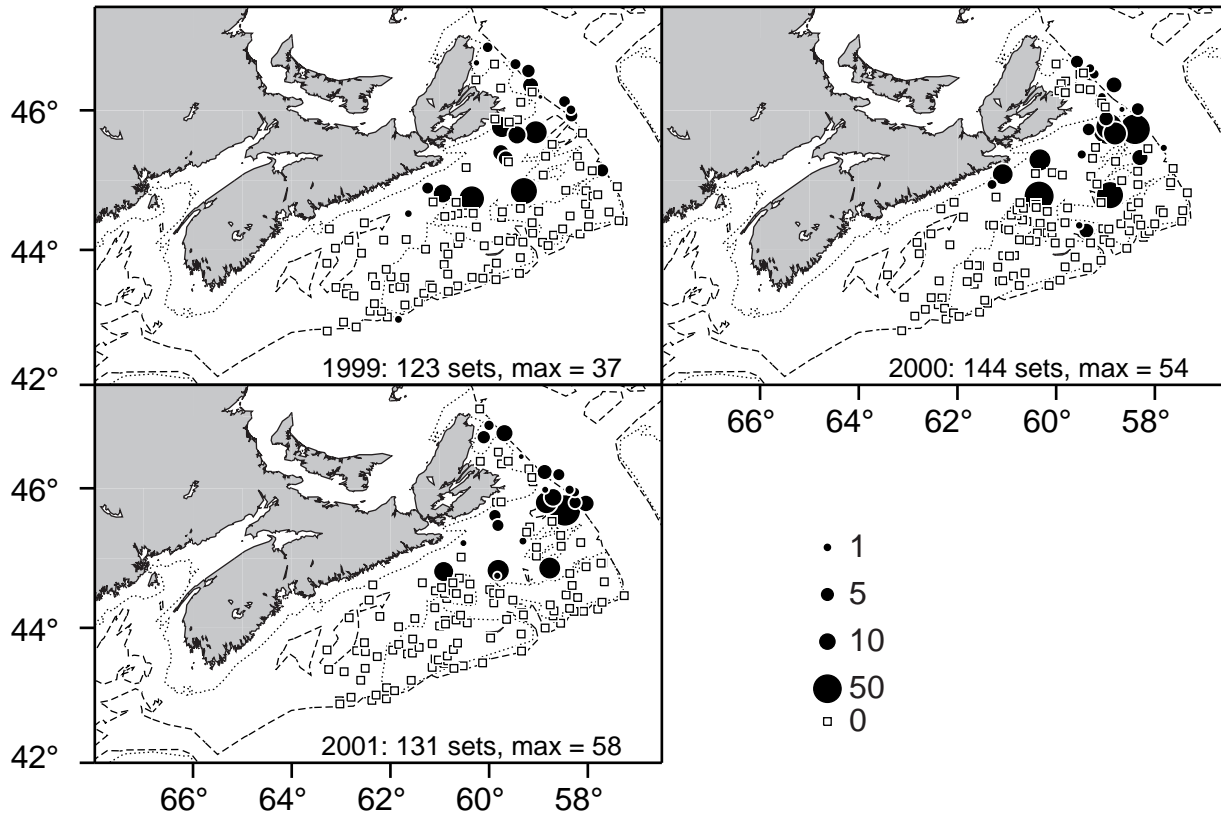 46°
44°
42°
1999: 123 sets, max = 37
2000: 144 sets, max = 54
66° 64° 62° 60° 58°
46°
44°
42°
2001: 131 sets, max = 58
66° 64° 62° 60° 58°
1
5
10
50
0